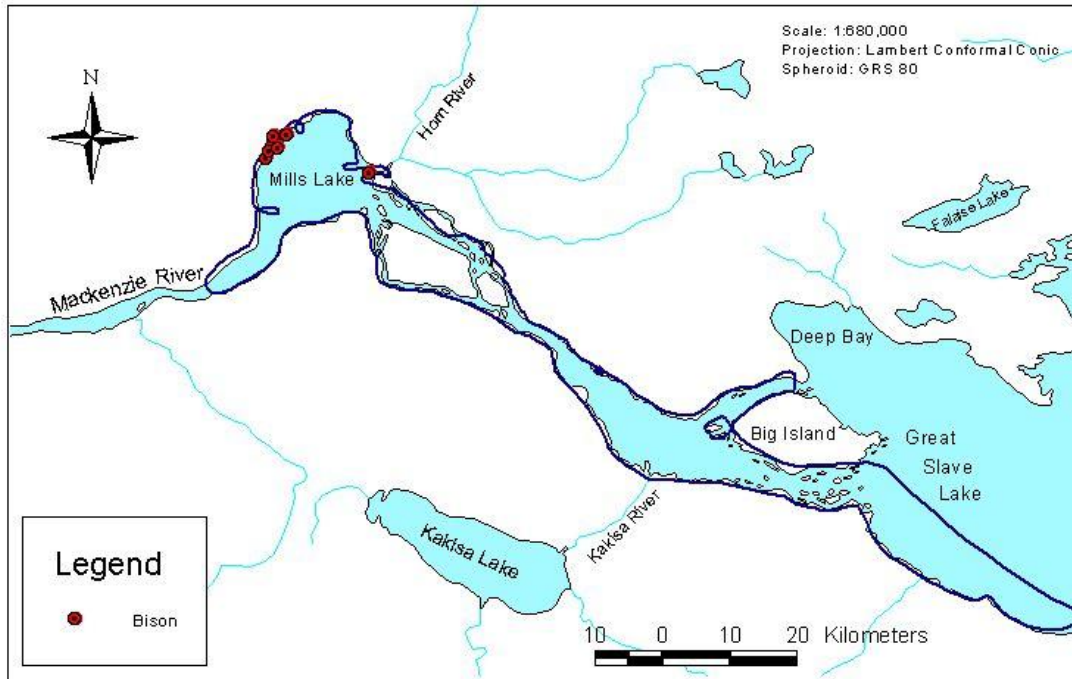 Scale: 1:680,000
Projection: Lambert Conformal Conic
Spheroid: GRS 80
N
Horn River
Mills Lake
Falaise Lake
Mackenzie River
Deep Bay
Big Island
Great
Slave
Lake
Kakisa Lake
Kakisa River
Legend
Bison
10 0 10 20 Kilometers